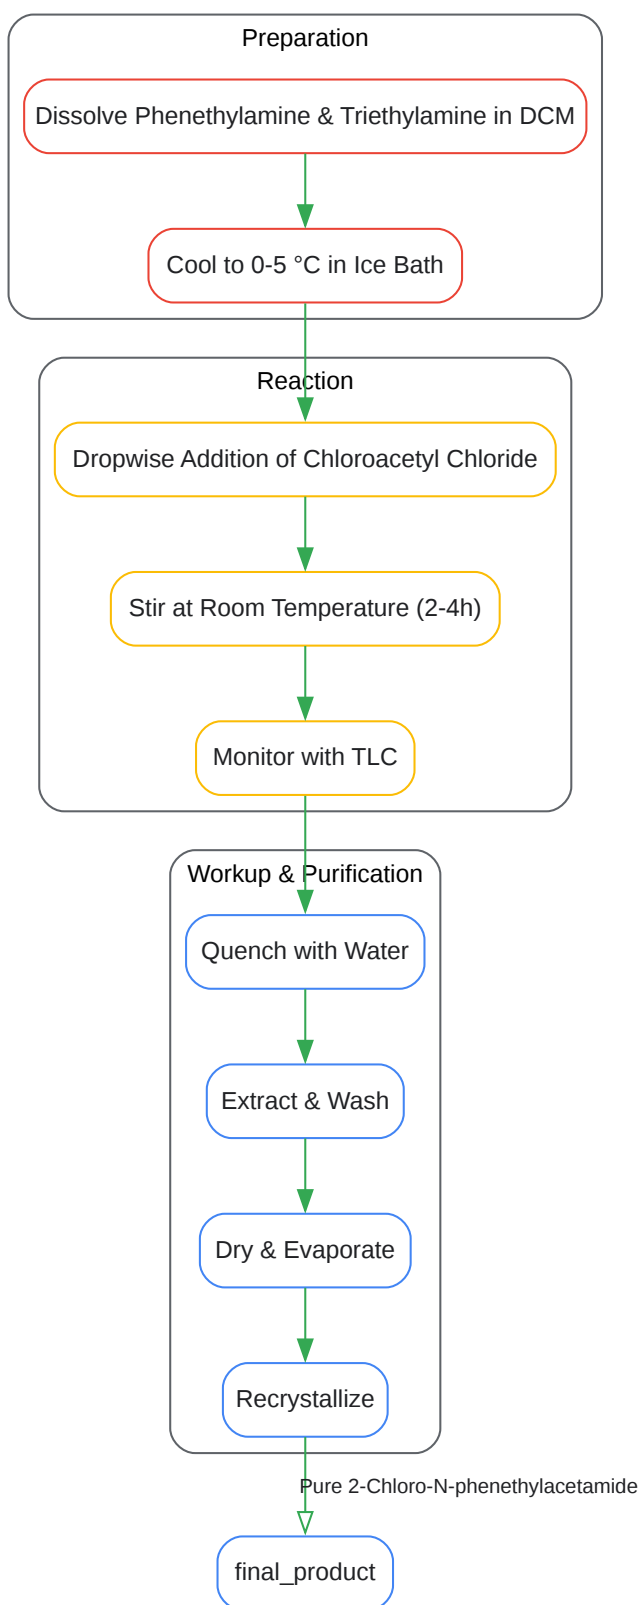 Preparation
Dissolve Phenethylamine & Triethylamine in DCM
Cool to 0-5 °C in Ice Bath
Reaction
Dropwise Addition of Chloroacetyl Chloride
Stir at Room Temperature (2-4h)
Monitor with TLC
Workup & Purification
Quench with Water
Extract & Wash
Dry & Evaporate
Recrystallize
Pure 2-Chloro-N-phenethylacetamide
final_product